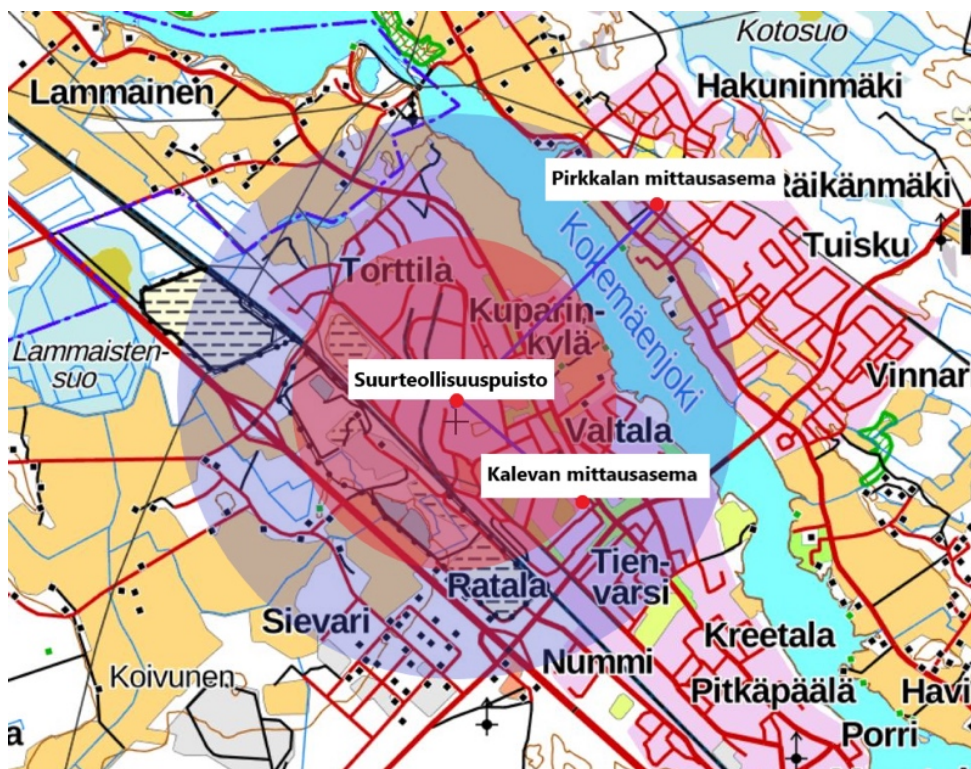 Kotosuo
Lammainen
Hakuninmäki
Pirkkalan mittausasema
Räikänmäki
Tuisku
Torttila
Kokemäenjoki
Kuparin-
kylä
Lammaisten-
suo
Suurteollisuuspuisto
Vinnar
Valtala
Kalevan mittausasema
Ratala
Tien-
varsi
Sievari
Kreetala
Nummi
Koivunen
Pitkäpäälä
Havi
a
Porri